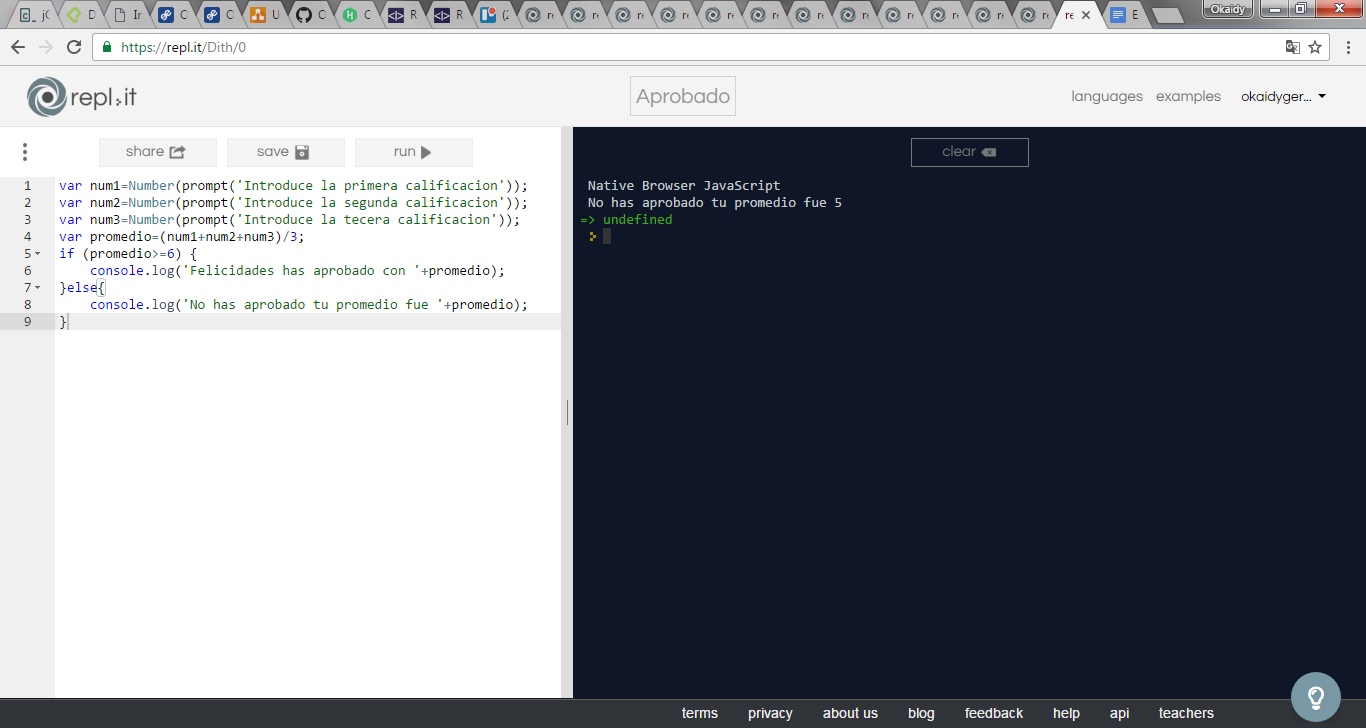 Okaidy
https://repl.it/Dith/0
repl.it
Aprobado
languages examples okaidyger...
share save run
clear
1 var num1=Number(prompt('Introduce la primera calificacion'));
2 var num2=Number(prompt('Introduce la segunda calificacion'));
3 var num3=Number(prompt('Introduce la tecera calificacion'));
4 var promedio=(num1+num2+num3)/3;
5 if (promedio>=6) {
6 console.log('Felicidades has aprobado con '+promedio);
7 }else{
8 console.log('No has aprobado tu promedio fue '+promedio);
9 }
Native Browser JavaScript
No has aprobado tu promedio fue 5
=> undefined
terms privacy about us blog feedback help api teachers